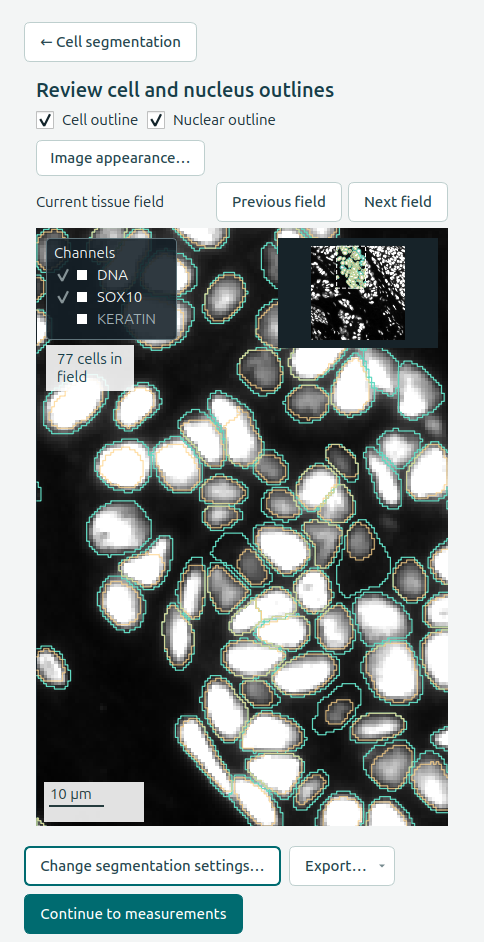 ← Cell segmentation
Review cell and nucleus outlines
Cell outline Nuclear outline
Image appearance…
Current tissue field Previous field Next field
Channels
DNA
SOX10
KERATIN
77 cells in
field
10 μm
Change segmentation settings… Export…
Continue to measurements